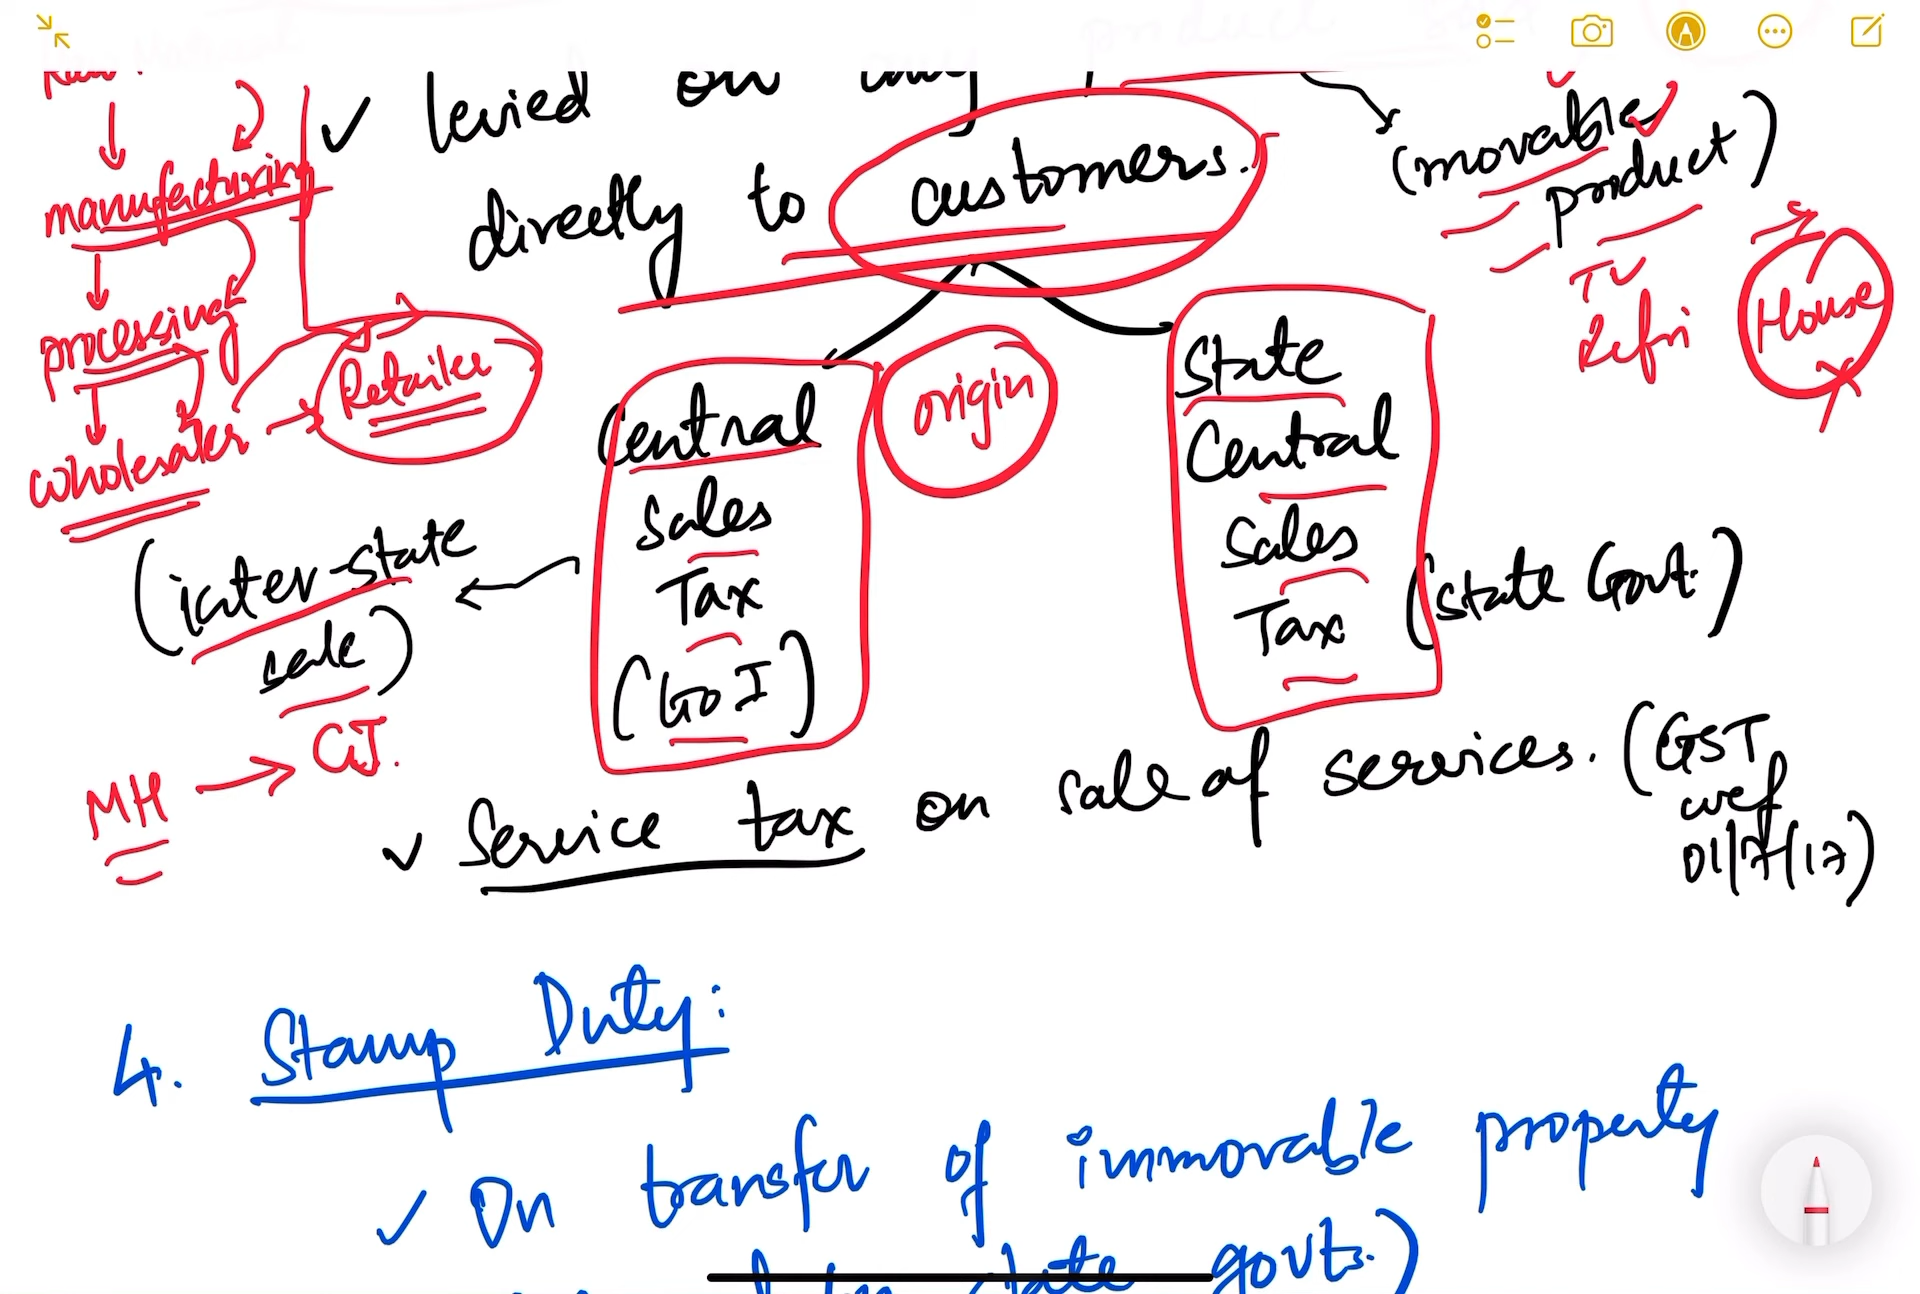 ✓ levied on any
directly to customers.
(movable
product)
TV
Refri
House
manufacturing
processing
wholesaler
Retailer
origin
Central
Sales
Tax
(GoI)
(inter-state
sale)
MH → GJ.
State
Central
Sales
Tax (State Govt.)
✓ Service tax on sale of services. (GST
wef
01/7/17)
4. Stamp Duty:
✓ On transfer of immovable property
state govts.)